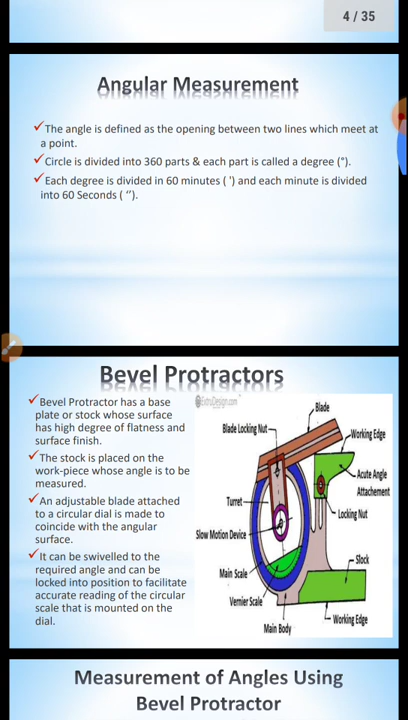 4 / 35
Angular Measurement
✓The angle is defined as the opening between two lines which meet at
a point.
✓Circle is divided into 360 parts & each part is called a degree (°).
✓Each degree is divided in 60 minutes ( ') and each minute is divided
into 60 Seconds ( ”).
Bevel Protractors
✓Bevel Protractor has a base
plate or stock whose surface
has high degree of flatness and
surface finish.
✓The stock is placed on the
work-piece whose angle is to be
measured.
✓An adjustable blade attached
to a circular dial is made to
coincide with the angular
surface.
✓It can be swivelled to the
required angle and can be
locked into position to facilitate
accurate reading of the circular
scale that is mounted on the
dial.
Blade
Blade Locking Nut
Working Edge
Acute Angle
Attachement
Turret
Locking Nut
Slow Motion Device
Stock
Main Scale
Vernier Scale
Working Edge
Main Body
Measurement of Angles Using
Bevel Protractor